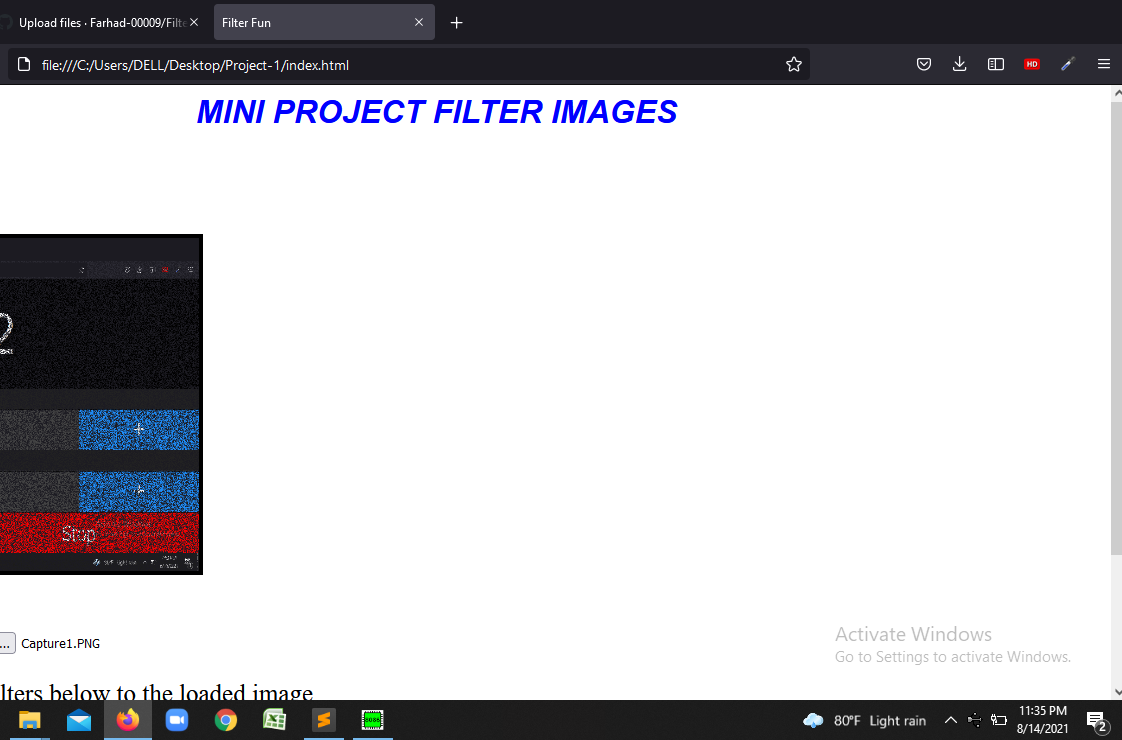 Upload files · Farhad-00009/Filte
Filter Fun
file:///C:/Users/DELL/Desktop/Project-1/index.html
HD
MINI PROJECT FILTER IMAGES
Stop
... Capture1.PNG
Activate Windows
Go to Settings to activate Windows.
lters below to the loaded image
80°F Light rain
11:35 PM
8/14/2021
2